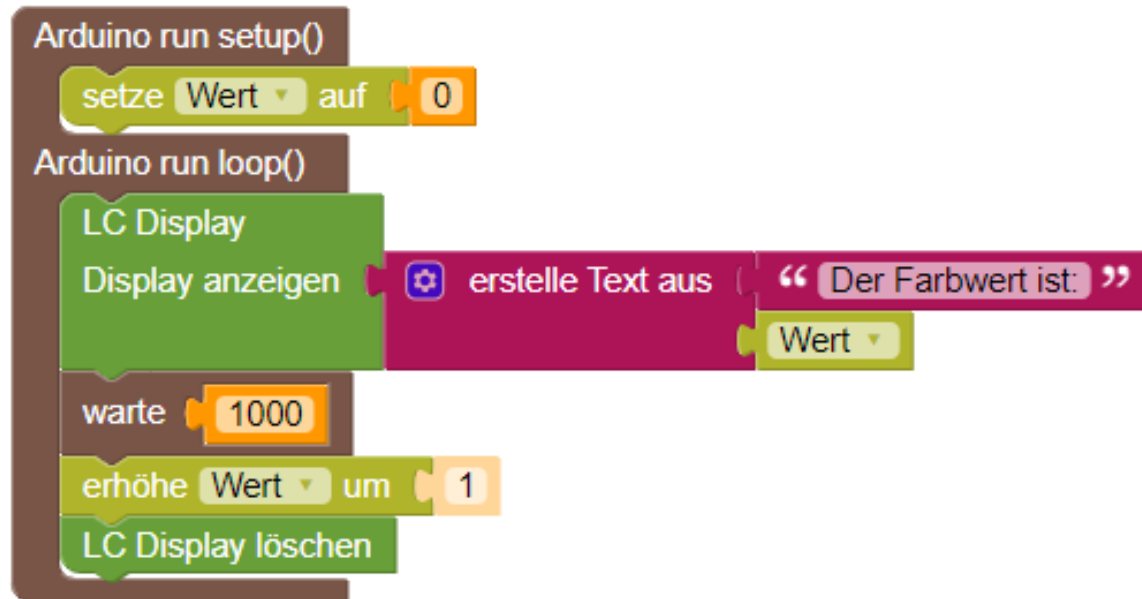 Arduino run setup()
setze Wert auf 0
Arduino run loop()
LC Display
Display anzeigen erstelle Text aus “ Der Farbwert ist: ”
Wert
warte 1000
erhöhe Wert um 1
LC Display löschen